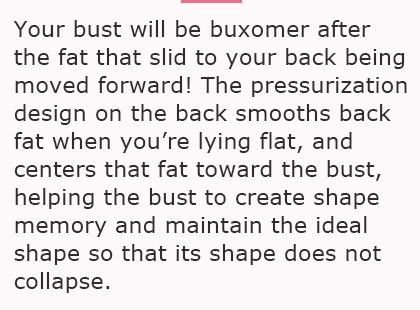 Your bust will be buxomer after
the fat that slid to your back being
moved forward! The pressurization
design on the back smooths back
fat when you’re lying flat, and
centers that fat toward the bust,
helping the bust to create shape
memory and maintain the ideal
shape so that its shape does not
collapse.